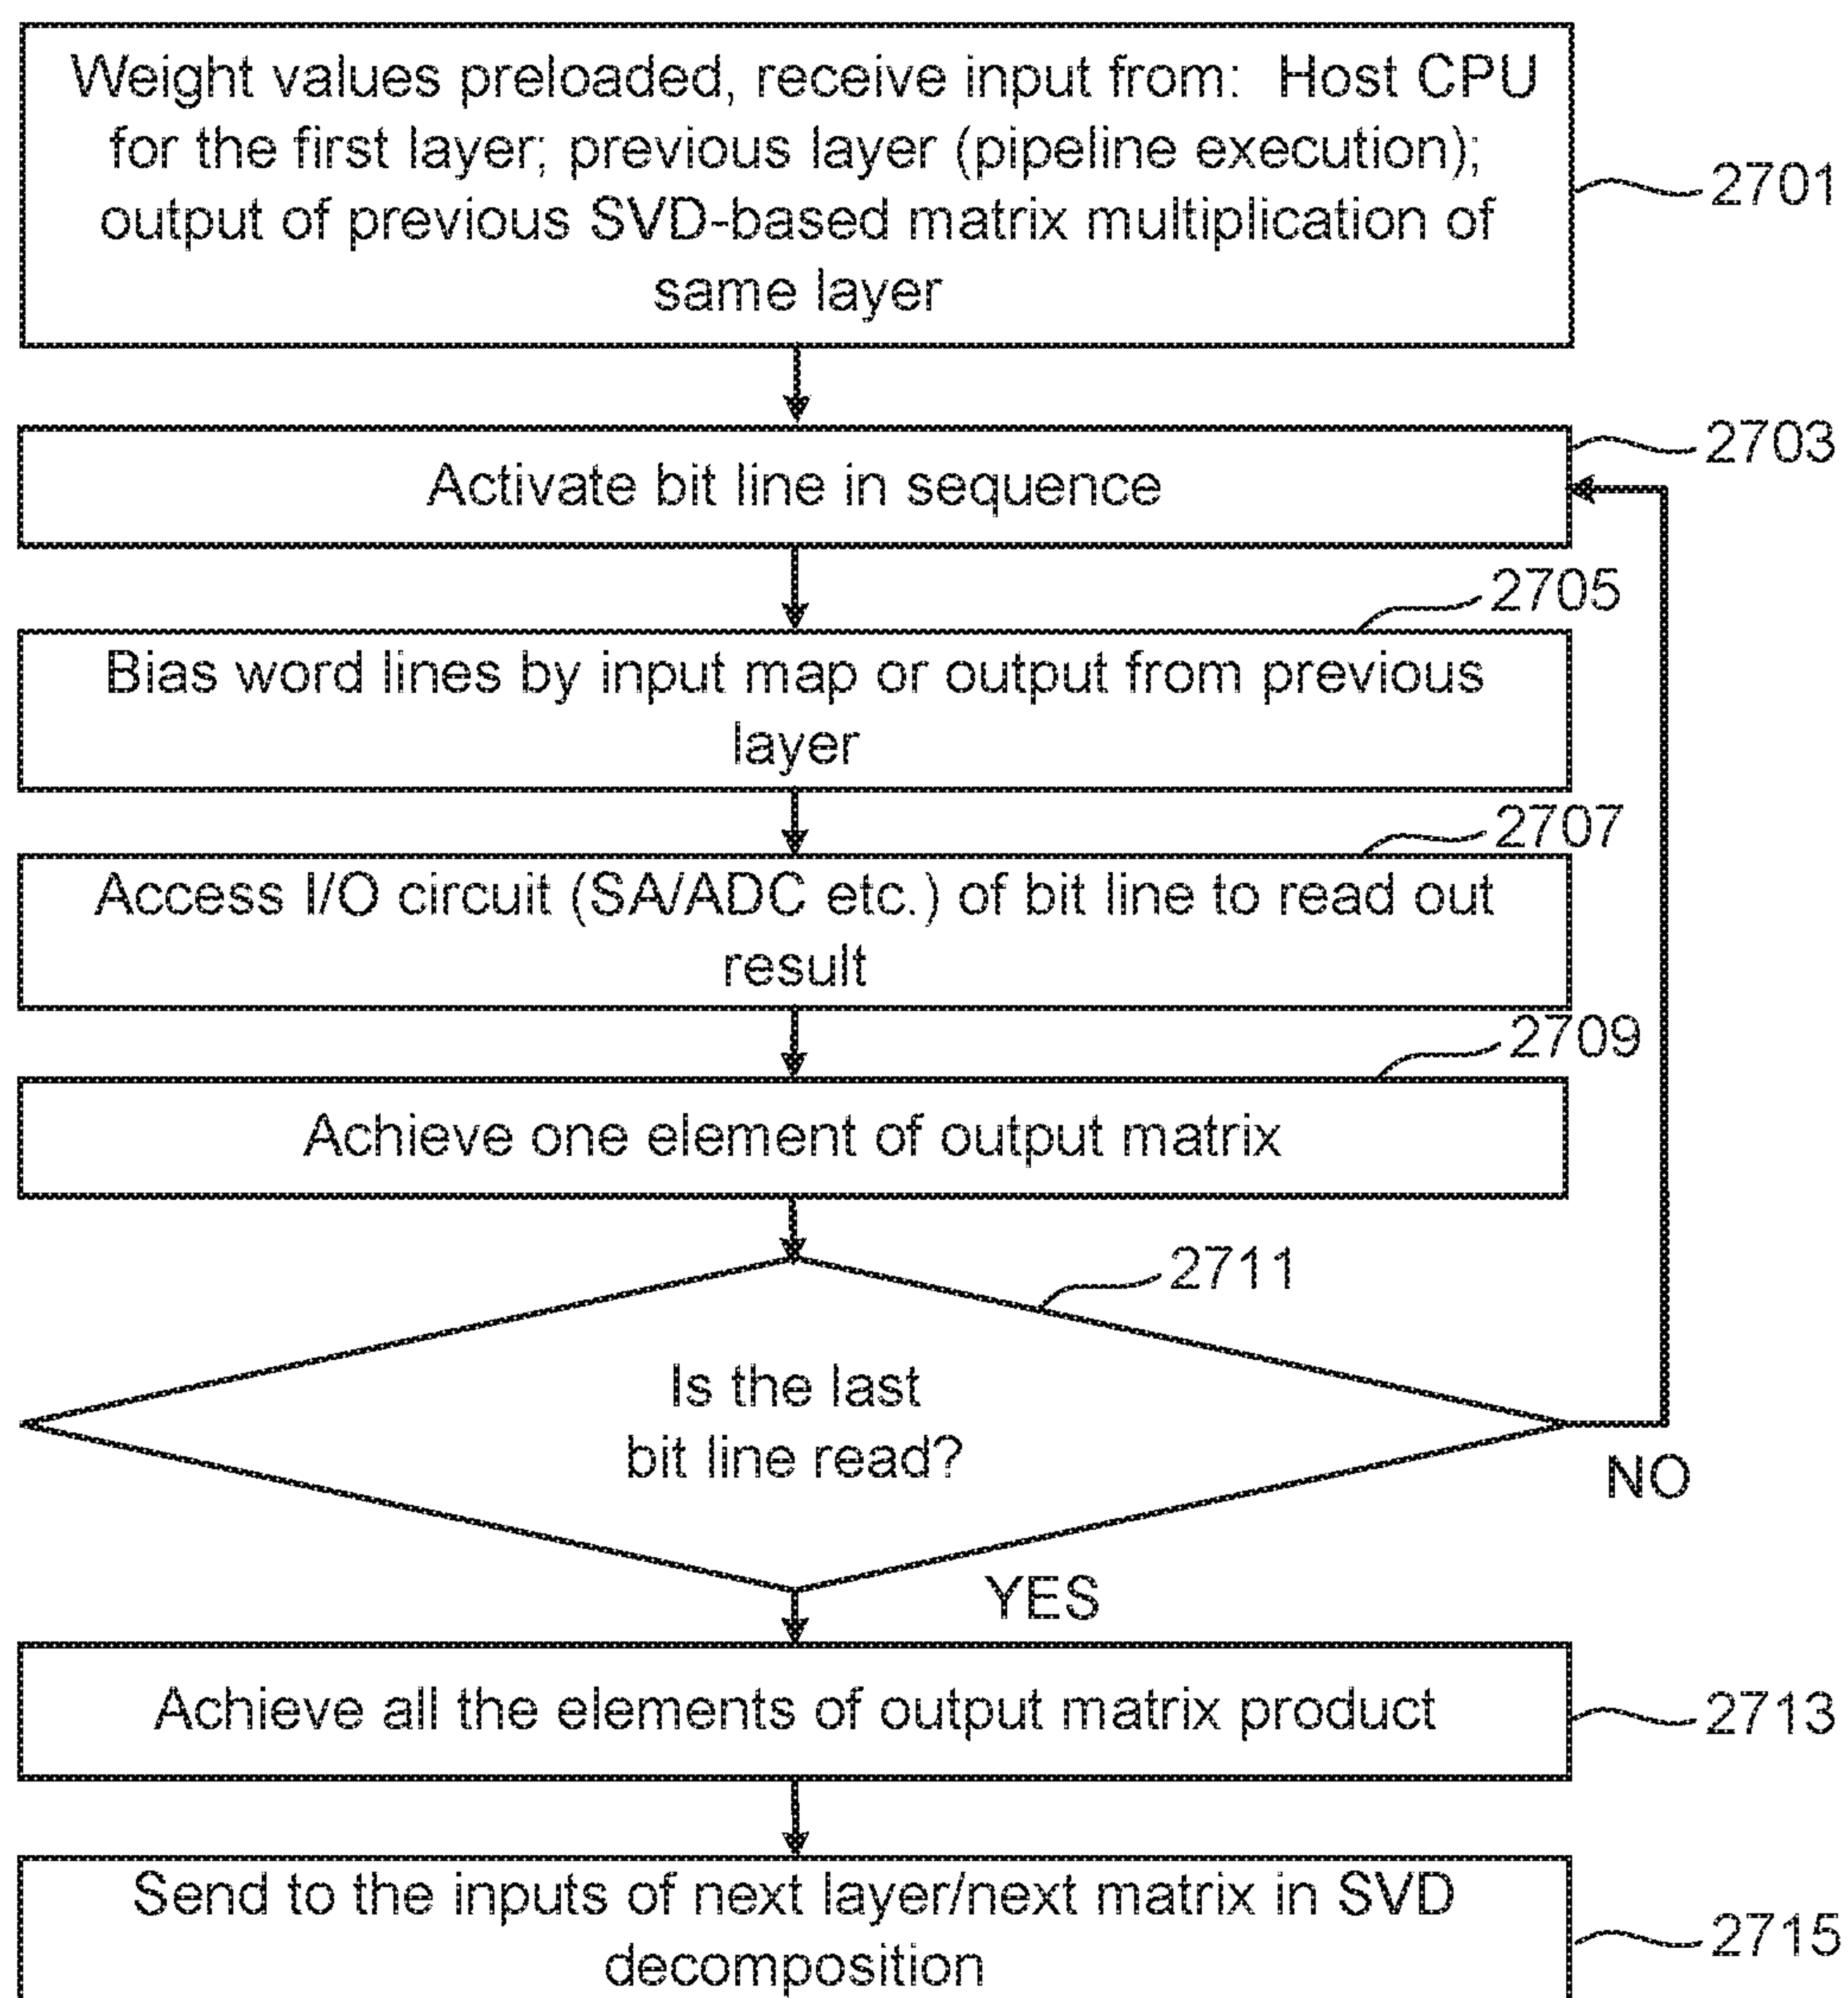 Weight values preloaded, receive input from: Host CPU
for the first layer; previous layer (pipeline execution);
output of previous SVD-based matrix multiplication of
same layer
2701
2703
Activate bit line in sequence
2705
Bias word lines by input map or output from previous
layer
2707
Access I/O circuit (SA/ADC etc.) of bit line to read out
result
2709
Achieve one element of output matrix
2711
Is the last
bit line read?
NO
YES
Achieve all the elements of output matrix product
2713
Send to the inputs of next layer/next matrix in SVD
decomposition
2715